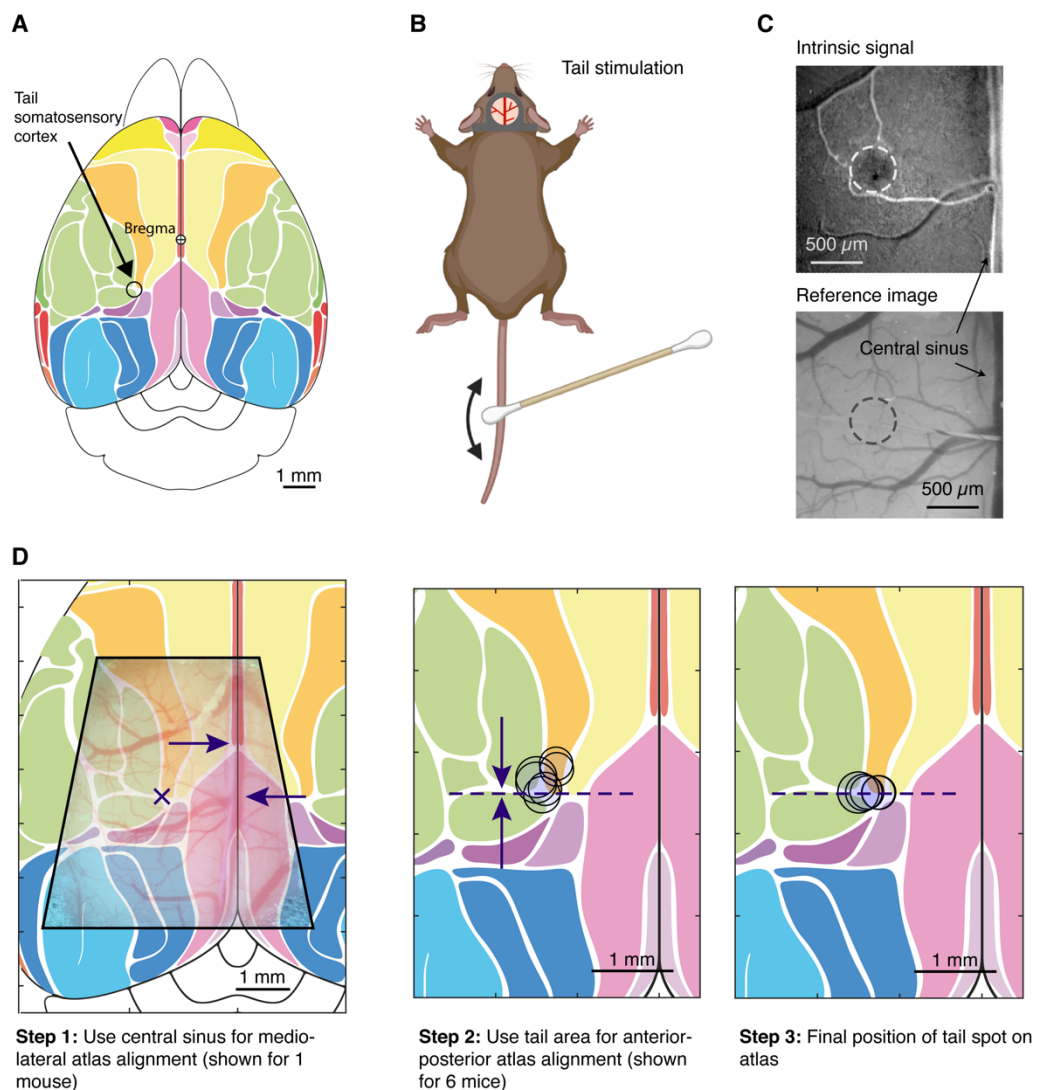 A
Tail
somatosensory
cortex
Bregma
1 mm
B
Tail stimulation
C
Intrinsic signal
500 µm
Reference image
Central sinus
500 µm
D
1 mm
Step 1: Use central sinus for medio-
lateral atlas alignment (shown for 1
mouse)
1 mm
Step 2: Use tail area for anterior-
posterior atlas alignment (shown
for 6 mice)
1 mm
Step 3: Final position of tail spot on
atlas